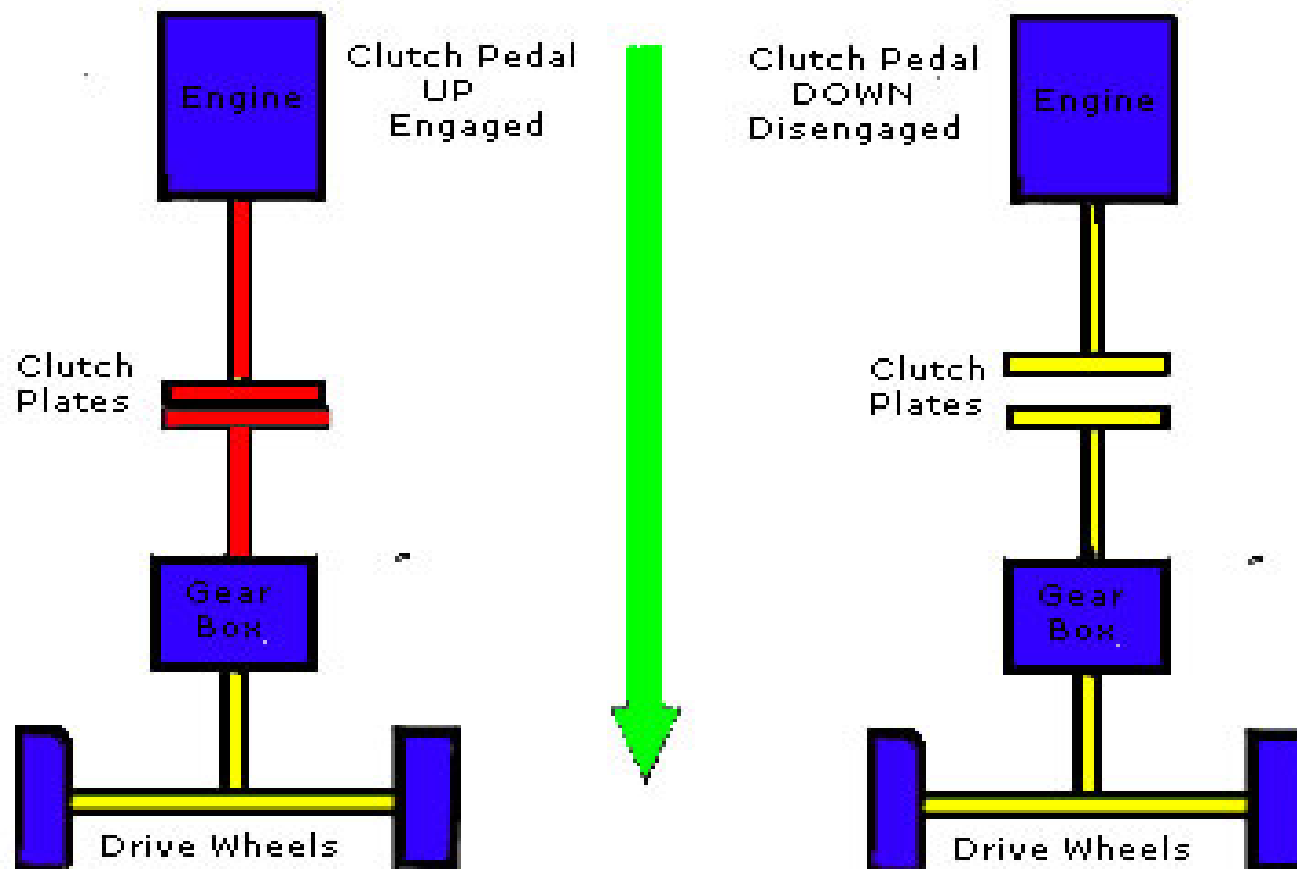 Engine
Clutch Pedal
UP
Engaged
Clutch
Plates
Gear
Box
Drive Wheels
Clutch Pedal
DOWN
Disengaged
Engine
Clutch
Plates
Gear
Box
Drive Wheels